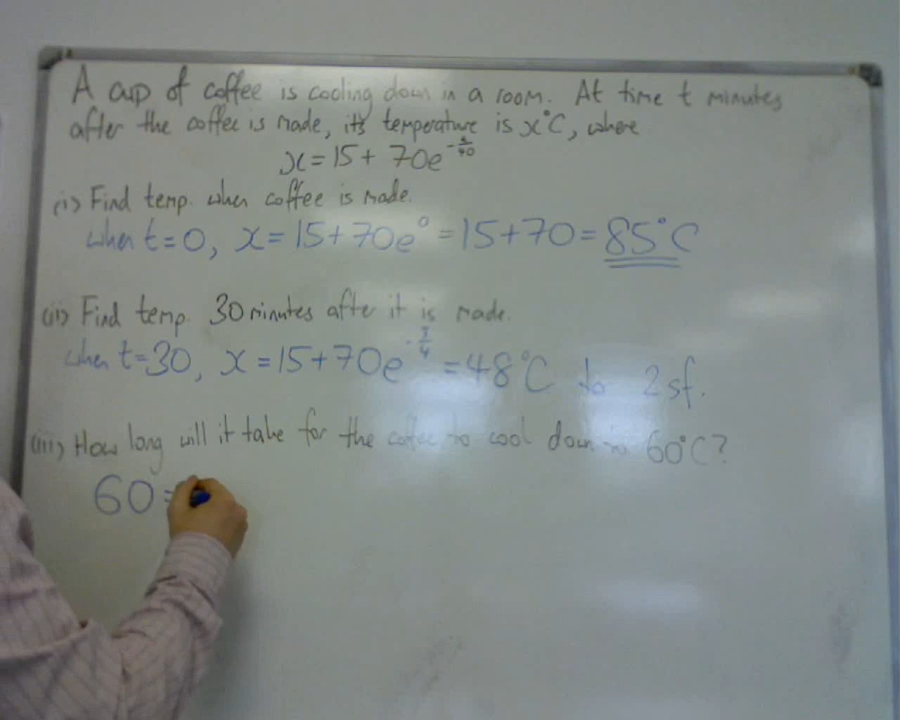 A cup of coffee is cooling down in a room. At time t minutes
after the coffee is made, it's temperature is x°C, where
x = 15 + 70e^{-t/40}
(i) Find temp. when coffee is made.
when t = 0, x = 15 + 70e⁰ = 15 + 70 = 85°C
(ii) Find temp. 30 minutes after it is made.
when t = 30, x = 15 + 70e^{-3/4} = 48°C to 2 sf.
(iii) How long will it take for the coffee to cool down to 60°C?
60 =